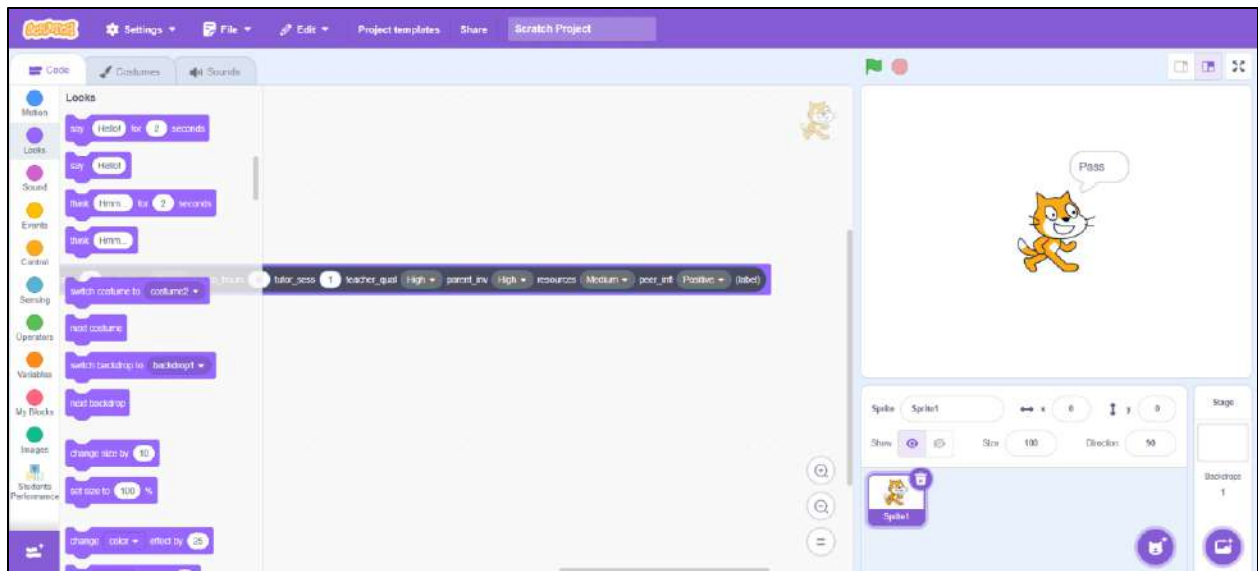 SCRATCH Settings File Edit Project templates Share Scratch Project
Code Costumes Sounds
Motion
Looks
Sound
Events
Control
Sensing
Operators
Variables
My Blocks
Images
Students
Performance
Looks
say Hello! for 2 seconds
say Hello!
think Hmm... for 2 seconds
think Hmm...
tutor_sess 1 teacher_qual High parent_inv High resources Medium peer_infl Positive (label)
switch costume to costume2
next costume
switch backdrop to backdrop1
next backdrop
change size by 10
set size to 100 %
change color effect by 25
Pass
Sprite Sprite1 x 0 y 0
Show Size 100 Direction 90
Sprite1
Stage
Backdrops
1